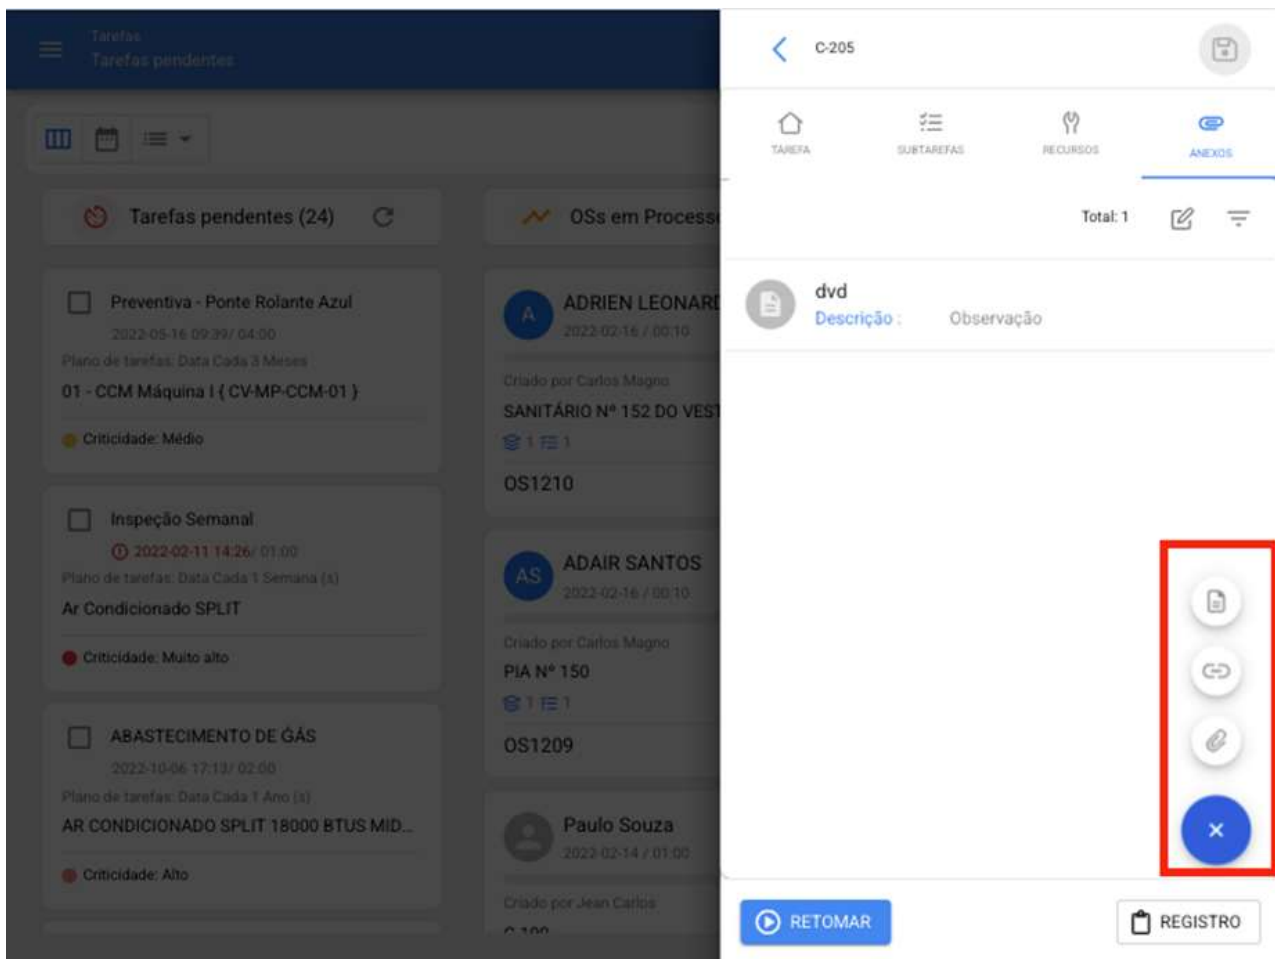 Tarefas
Tarefas pendentes
Tarefas pendentes (24)
Preventiva - Ponte Rolante Azul
2022-05-16 09:39/ 04:00
Plano de tarefas: Data Cada 3 Meses
01 - CCM Máquina I { CV-MP-CCM-01 }
Criticidade: Médio
Inspeção Semanal
2022-02-11 14:26/ 01:00
Plano de tarefas: Data Cada 1 Semana (s)
Ar Condicionado SPLIT
Criticidade: Muito alto
ABASTECIMENTO DE GÁS
2022-10-06 17:13/ 02:00
Plano de tarefas: Data Cada 1 Ano (s)
AR CONDICIONADO SPLIT 18000 BTUS MID...
Criticidade: Alto
OSs em Processo
A
ADRIEN LEONARD
2022-02-16 / 00:10
Criado por Carlos Magno
SANITÁRIO Nº 152 DO VEST
1 1
OS1210
AS
ADAIR SANTOS
2022-02-16 / 00:10
Criado por Carlos Magno
PIA Nº 150
1 1
OS1209
Paulo Souza
2022-02-14 / 01:00
Criado por Jean Carlos
C-205
TAREFA
SUBTAREFAS
RECURSOS
ANEXOS
Total: 1
dvd
Descrição : Observação
RETOMAR
REGISTRO